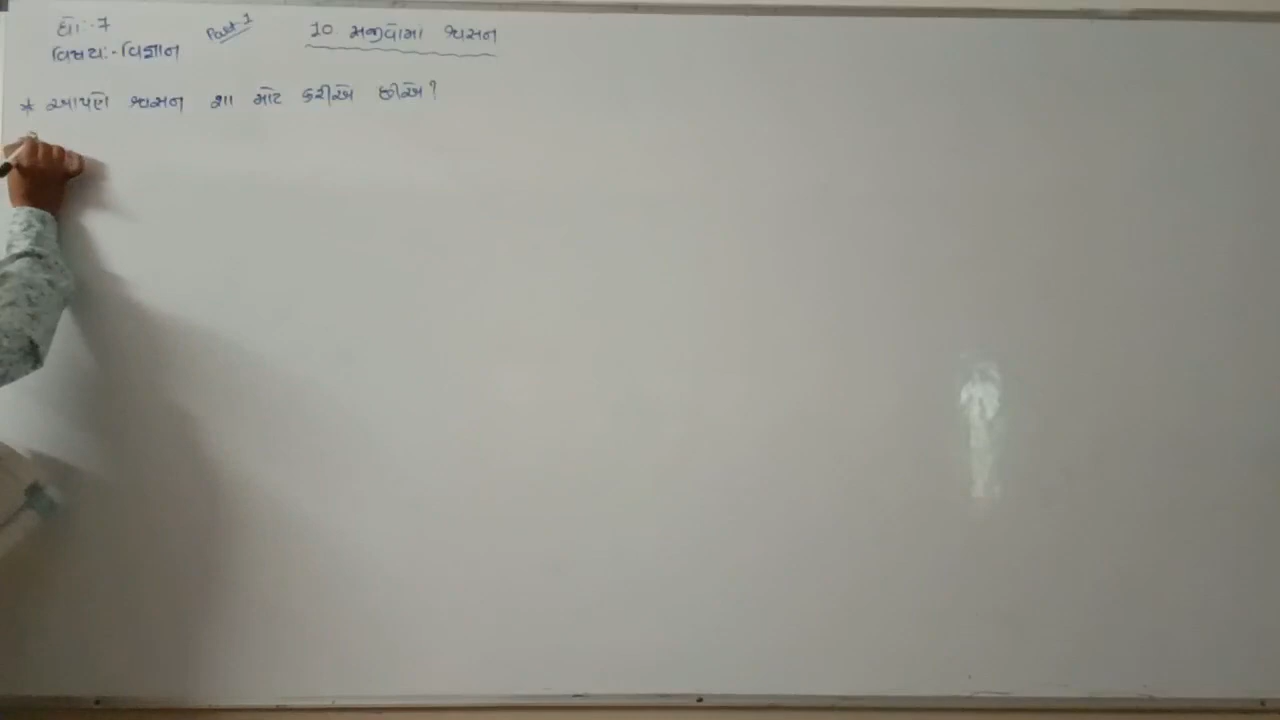 ધો:-7
Part-1
10. સજીવોમાં શ્વસન
વિષય:-વિજ્ઞાન
* આપણે શ્વસન શા માટે કરીએ છીએ?